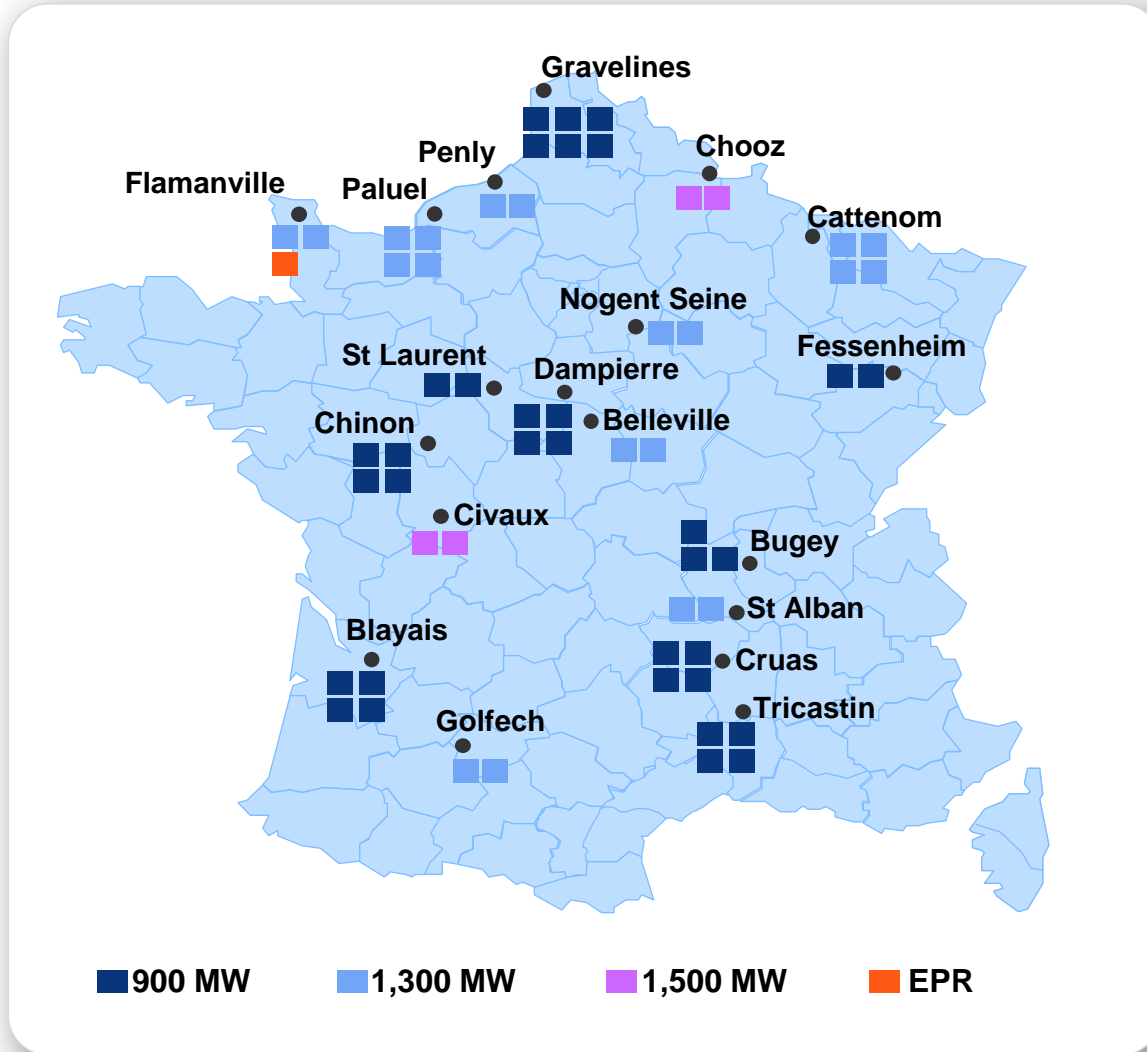 Gravelines
Chooz
Penly
Flamanville
Paluel
Cattenom
Nogent Seine
Fessenheim
St Laurent
Dampierre
Belleville
Chinon
Civaux
Bugey
St Alban
Blayais
Cruas
Tricastin
Golfech
900 MW
1,300 MW
1,500 MW
EPR